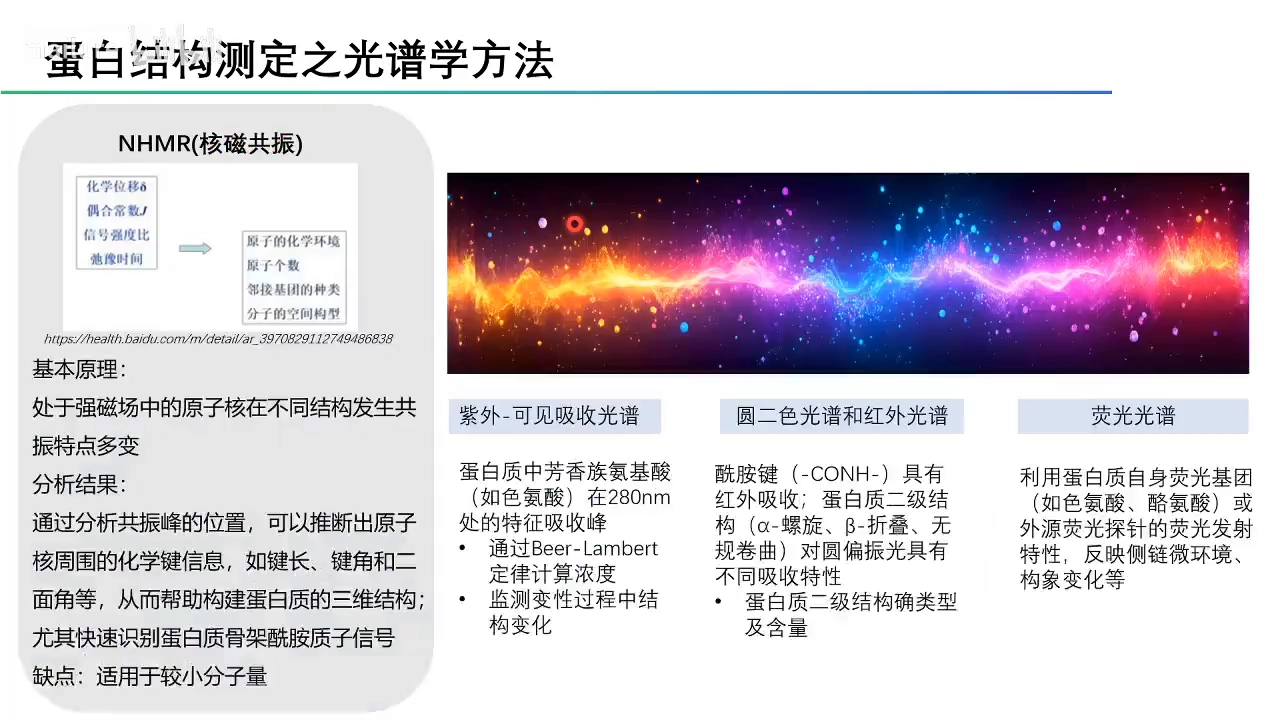 蛋白结构测定之光谱学方法
NHMR(核磁共振)
化学位移δ
偶合常数J
信号强度比
弛豫时间
原子的化学环境
原子个数
邻接基团的种类
分子的空间构型
https://health.baidu.com/m/detail/ar_3970829112749486838
基本原理：
处于强磁场中的原子核在不同结构发生共
振特点多变
分析结果：
通过分析共振峰的位置，可以推断出原子
核周围的化学键信息，如键长、键角和二
面角等，从而帮助构建蛋白质的三维结构；
尤其快速识别蛋白质骨架酰胺质子信号
缺点：适用于较小分子量
紫外-可见吸收光谱
蛋白质中芳香族氨基酸
（如色氨酸）在280nm
处的特征吸收峰
• 通过Beer-Lambert
定律计算浓度
• 监测变性过程中结
构变化
圆二色光谱和红外光谱
酰胺键（-CONH-）具有
红外吸收；蛋白质二级结
构（α-螺旋、β-折叠、无
规卷曲）对圆偏振光具有
不同吸收特性
• 蛋白质二级结构确类型
及含量
荧光光谱
利用蛋白质自身荧光基团
（如色氨酸、酪氨酸）或
外源荧光探针的荧光发射
特性，反映侧链微环境、
构象变化等